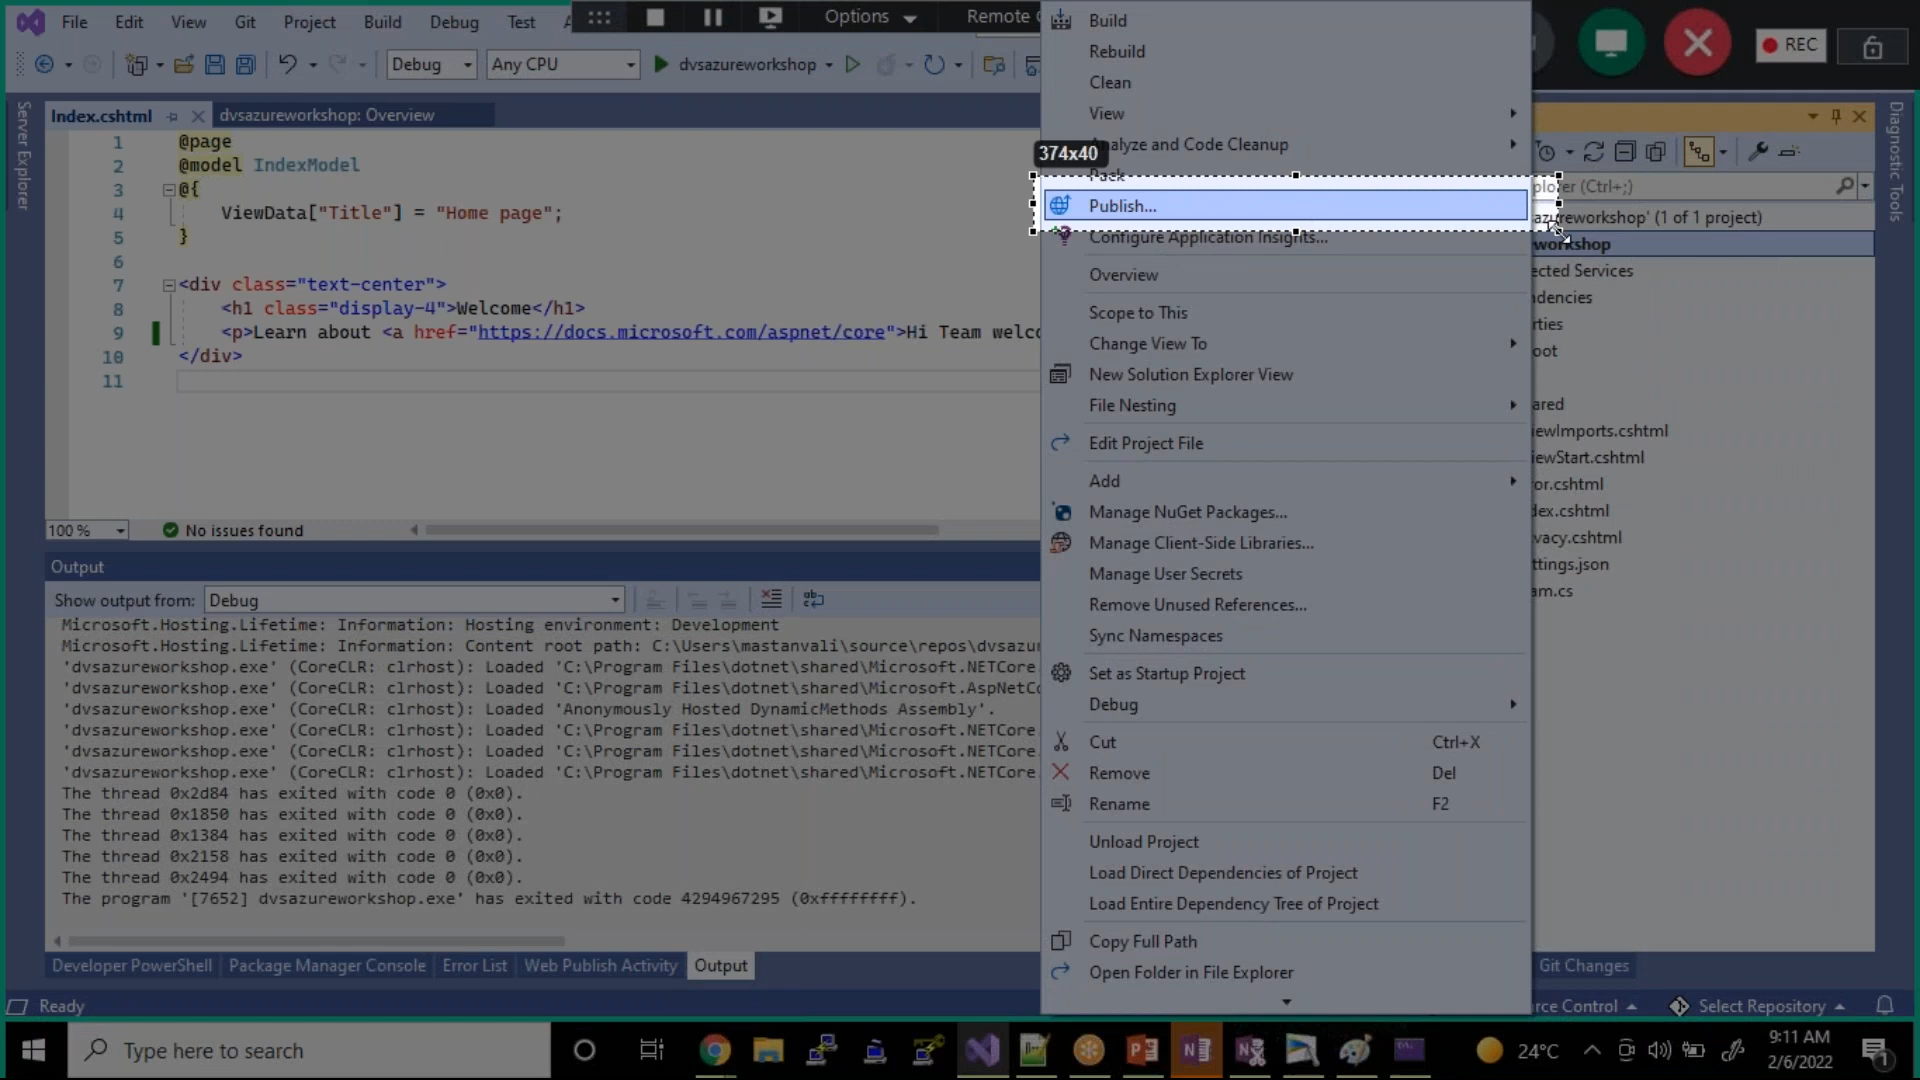 File Edit View Git Project Build Debug Test
Options
Remote
REC
Debug
Any CPU
dvsazureworkshop
Server Explorer
Index.cshtml
dvsazureworkshop: Overview
1 @page
2 @model IndexModel
3 @{
4 ViewData["Title"] = "Home page";
5 }
6
7 <div class="text-center">
8 <h1 class="display-4">Welcome</h1>
9 <p>Learn about <a href="https://docs.microsoft.com/aspnet/core">Hi Team welco
10 </div>
11
100 %
No issues found
Output
Show output from:
Debug
Microsoft.Hosting.Lifetime: Information: Hosting environment: Development
Microsoft.Hosting.Lifetime: Information: Content root path: C:\Users\mastanvali\source\repos\dvsazur
'dvsazureworkshop.exe' (CoreCLR: clrhost): Loaded 'C:\Program Files\dotnet\shared\Microsoft.NETCore.
'dvsazureworkshop.exe' (CoreCLR: clrhost): Loaded 'C:\Program Files\dotnet\shared\Microsoft.AspNetCo
'dvsazureworkshop.exe' (CoreCLR: clrhost): Loaded 'Anonymously Hosted DynamicMethods Assembly'.
'dvsazureworkshop.exe' (CoreCLR: clrhost): Loaded 'C:\Program Files\dotnet\shared\Microsoft.NETCore.
'dvsazureworkshop.exe' (CoreCLR: clrhost): Loaded 'C:\Program Files\dotnet\shared\Microsoft.NETCore.
'dvsazureworkshop.exe' (CoreCLR: clrhost): Loaded 'C:\Program Files\dotnet\shared\Microsoft.NETCore.
The thread 0x2d84 has exited with code 0 (0x0).
The thread 0x1850 has exited with code 0 (0x0).
The thread 0x1384 has exited with code 0 (0x0).
The thread 0x2158 has exited with code 0 (0x0).
The thread 0x2494 has exited with code 0 (0x0).
The program '[7652] dvsazureworkshop.exe' has exited with code 4294967295 (0xffffffff).
Developer PowerShell
Package Manager Console
Error List
Web Publish Activity
Output
Ready
Build
Rebuild
Clean
View
374x40
nalyze and Code Cleanup
Pack
Publish...
Configure Application Insights...
Overview
Scope to This
Change View To
New Solution Explorer View
File Nesting
Edit Project File
Add
Manage NuGet Packages...
Manage Client-Side Libraries...
Manage User Secrets
Remove Unused References...
Sync Namespaces
Set as Startup Project
Debug
Cut Ctrl+X
Remove Del
Rename F2
Unload Project
Load Direct Dependencies of Project
Load Entire Dependency Tree of Project
Copy Full Path
Open Folder in File Explorer
plorer (Ctrl+;)
azureworkshop' (1 of 1 project)
workshop
ected Services
ndencies
rties
oot
ared
iewImports.cshtml
iewStart.cshtml
or.cshtml
dex.cshtml
vacy.cshtml
ttings.json
am.cs
Diagnostic Tools
Git Changes
rce Control
Select Repository
Type here to search
24°C
9:11 AM
2/6/2022
1